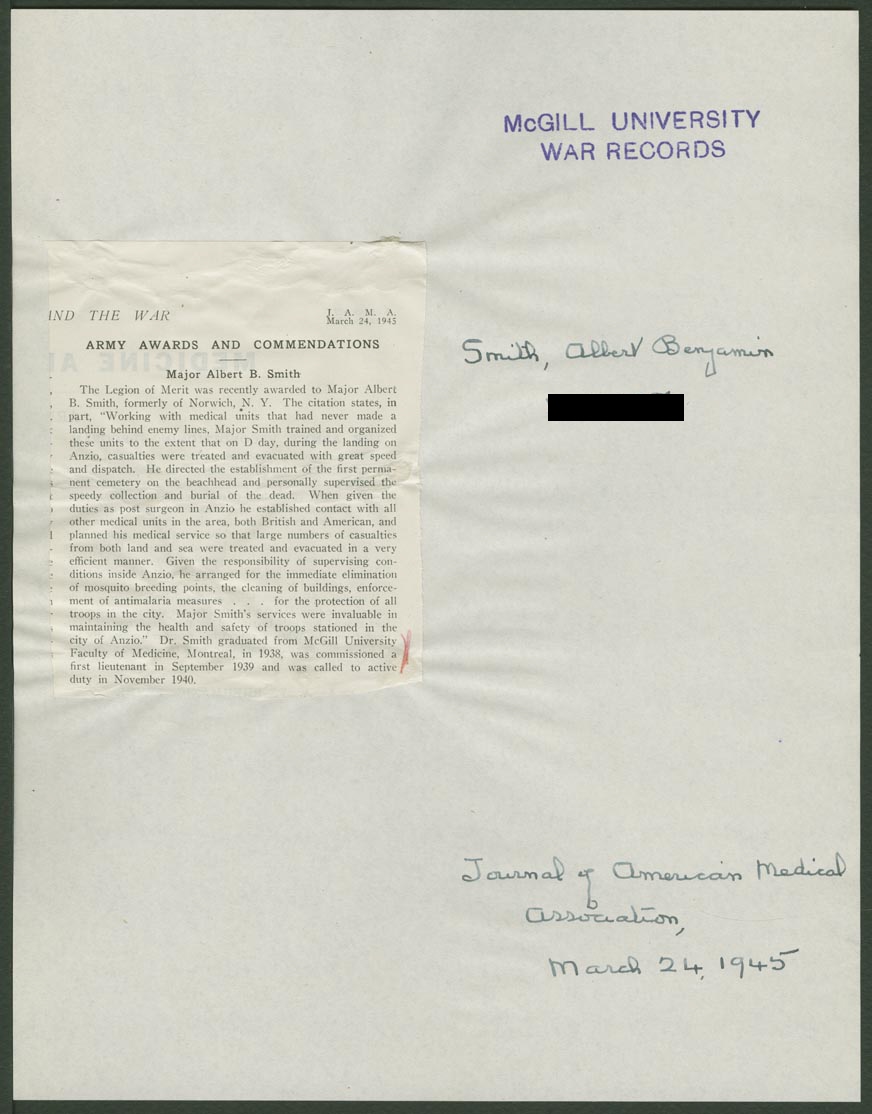 McGILL UNIVERSITY
WAR RECORDS
AND THE WAR
J. A. M. A.
March 24, 1945
ARMY AWARDS AND COMMENDATIONS
Major Albert B. Smith
The Legion of Merit was recently awarded to Major Albert
B. Smith, formerly of Norwich, N. Y. The citation states, in
part, “Working with medical units that had never made a
landing behind enemy lines, Major Smith trained and organized
these units to the extent that on D day, during the landing on
Anzio, casualties were treated and evacuated with great speed
and dispatch. He directed the establishment of the first perma-
nent cemetery on the beachhead and personally supervised the
speedy collection and burial of the dead. When given the
duties as post surgeon in Anzio he established contact with all
other medical units in the area, both British and American, and
planned his medical service so that large numbers of casualties
from both land and sea were treated and evacuated in a very
efficient manner. Given the responsibility of supervising con-
ditions inside Anzio, he arranged for the immediate elimination
of mosquito breeding points, the cleaning of buildings, enforce-
ment of antimalaria measures . . . for the protection of all
troops in the city. Major Smith's services were invaluable in
maintaining the health and safety of troops stationed in the
city of Anzio.” Dr. Smith graduated from McGill University
Faculty of Medicine, Montreal, in 1938, was commissioned a
first lieutenant in September 1939 and was called to active
duty in November 1940.
Smith, Albert Benjamin
Journal of American Medical
Association,
March 24, 1945